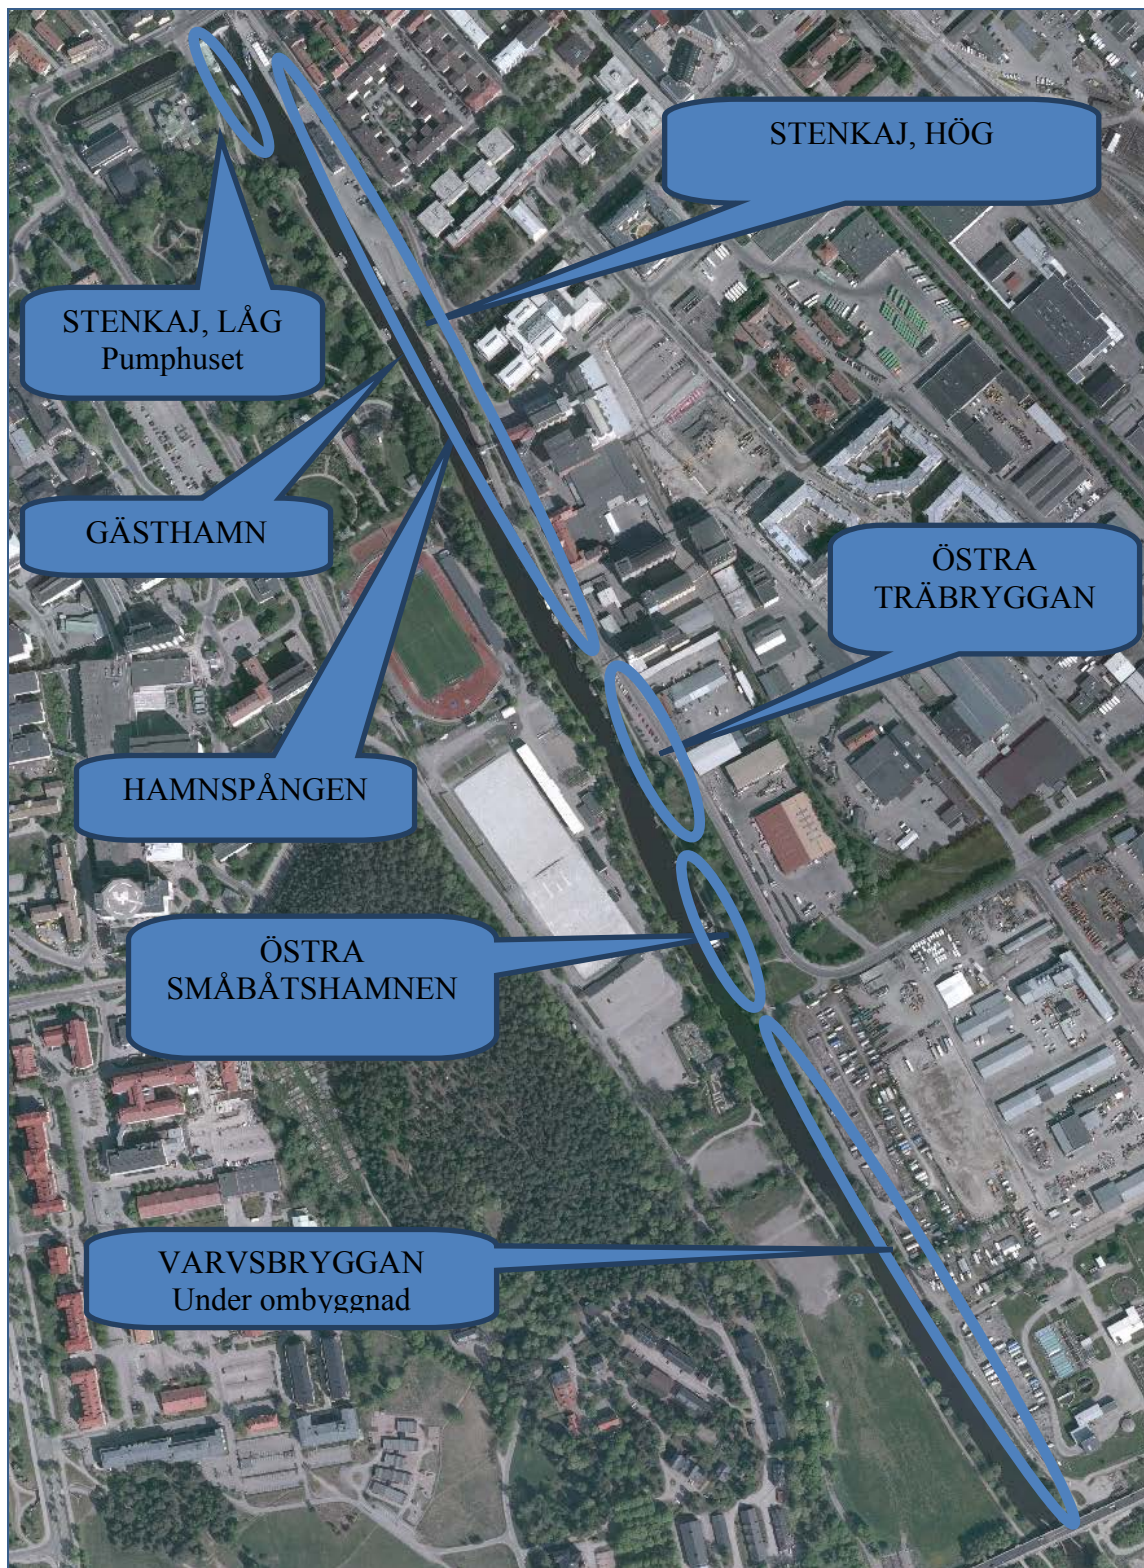 STENKAJ, HÖG
STENKAJ, LÅG
Pumphuset
GÄSTHAMN
ÖSTRA
TRÄBRYGGAN
HAMNSPÅNGEN
ÖSTRA
SMÅBÅTSHAMNEN
VARVSBRYGGAN
Under ombyggnad